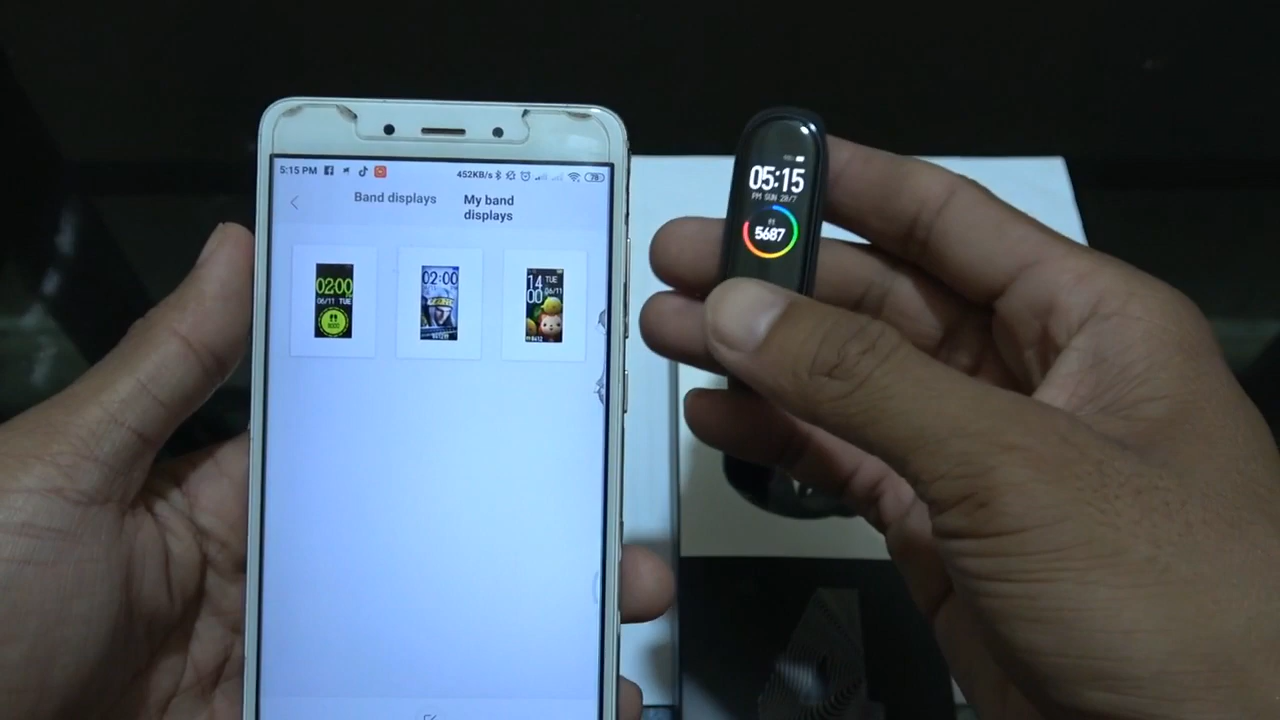 5:15 PM
452KB/s
78
Band displays
My band
displays
02:00
06/11 TUE
02:00
14
00
TUE
06/11
05:15
PM SUN 28/7
5687